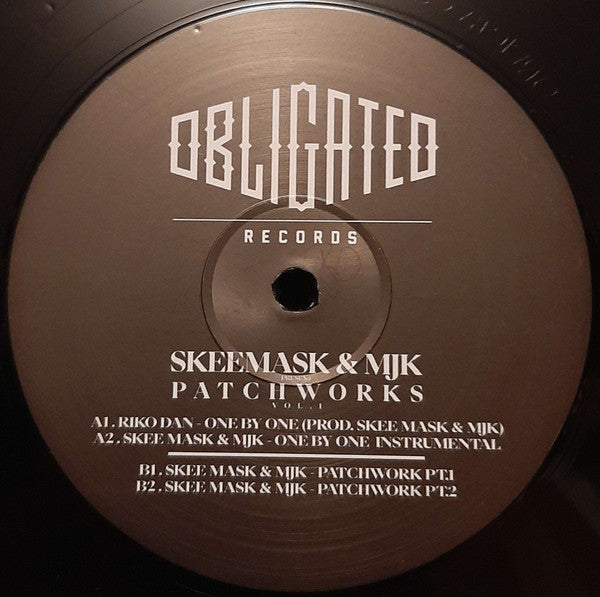 OBLIGATED
RECORDS
SKEEMASK & MJK
PRESENT
PATCHWORKS
VOL. 1
A1. RIKO DAN - ONE BY ONE (PROD. SKEE MASK & MJK)
A2 . SKEE MASK & MJK - ONE BY ONE INSTRUMENTAL
B1 . SKEE MASK & MJK - PATCHWORK PT.1
B2 . SKEE MASK & MJK - PATCHWORK PT.2